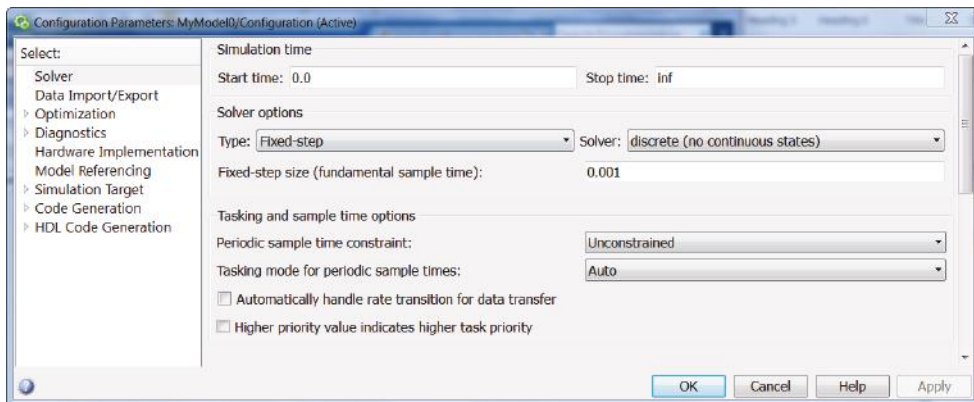 Configuration Parameters: MyModel0/Configuration (Active)
Select:
Solver
Data Import/Export
Optimization
Diagnostics
Hardware Implementation
Model Referencing
Simulation Target
Code Generation
HDL Code Generation
Simulation time
Start time: 0.0 Stop time: inf
Solver options
Type: Fixed-step Solver: discrete (no continuous states)
Fixed-step size (fundamental sample time): 0.001
Tasking and sample time options
Periodic sample time constraint: Unconstrained
Tasking mode for periodic sample times: Auto
Automatically handle rate transition for data transfer
Higher priority value indicates higher task priority
OK Cancel Help Apply